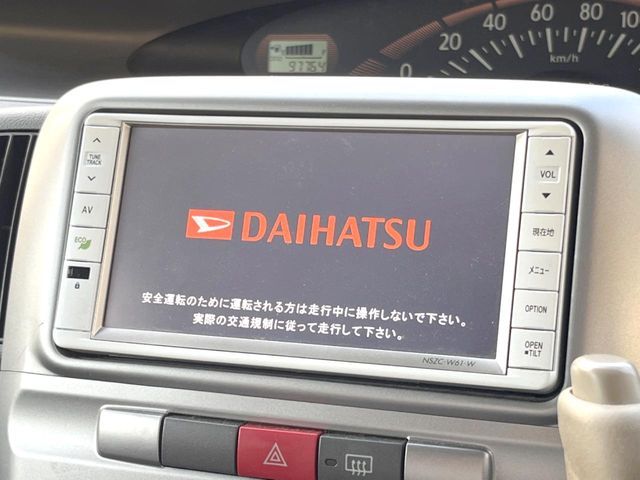 F
97764
0 20 40 60 80 100
km/h
TUNE
TRACK
AV
ECO
DAIHATSU
安全運転のために運転される方は走行中に操作しないで下さい。
実際の交通規制に従って走行して下さい。
NSZC-W61-W
VOL
現在地
メニュー
OPTION
OPEN
■TILT